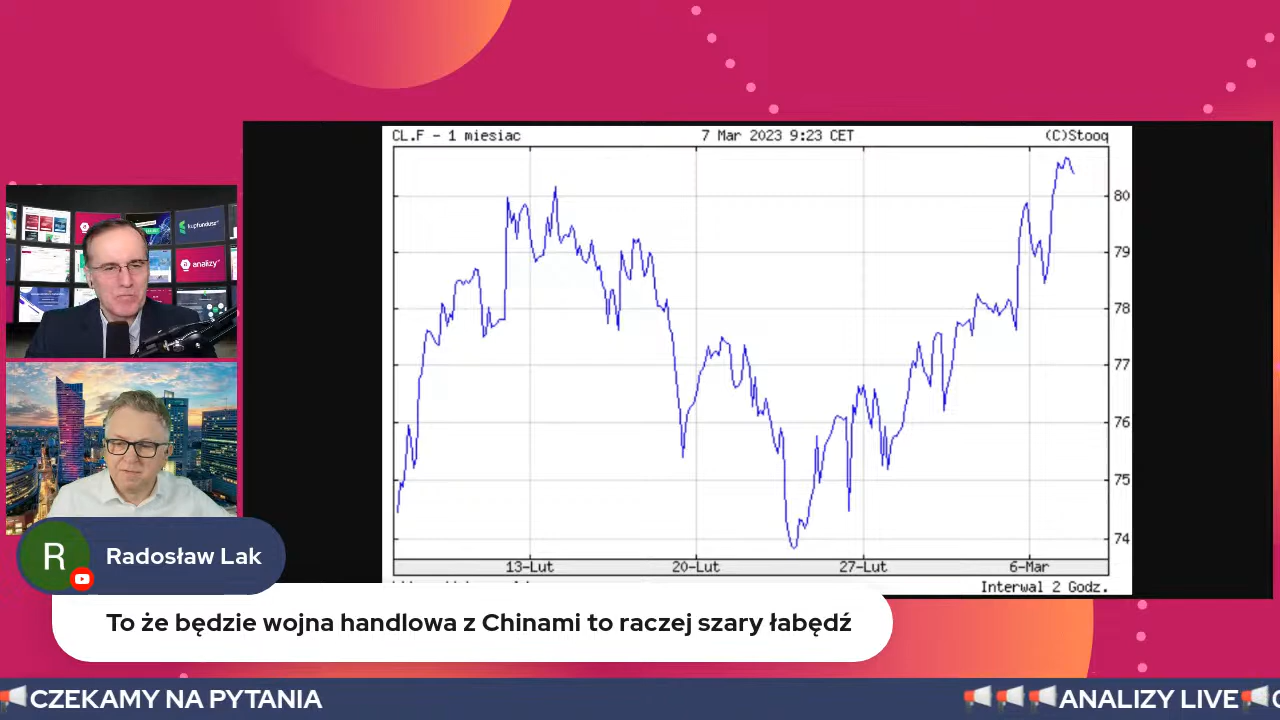 CL.F - 1 miesiac
7 Mar 2023 9:23 CET
(C)Stooq
80
79
78
77
76
75
74
13-Lut
20-Lut
27-Lut
6-Mar
Interwal 2 Godz.
kupfundusz
analizy
R
Radosław Lak
To że będzie wojna handlowa z Chinami to raczej szary łabędź
CZEKAMY NA PYTANIA
ANALIZY LIVE